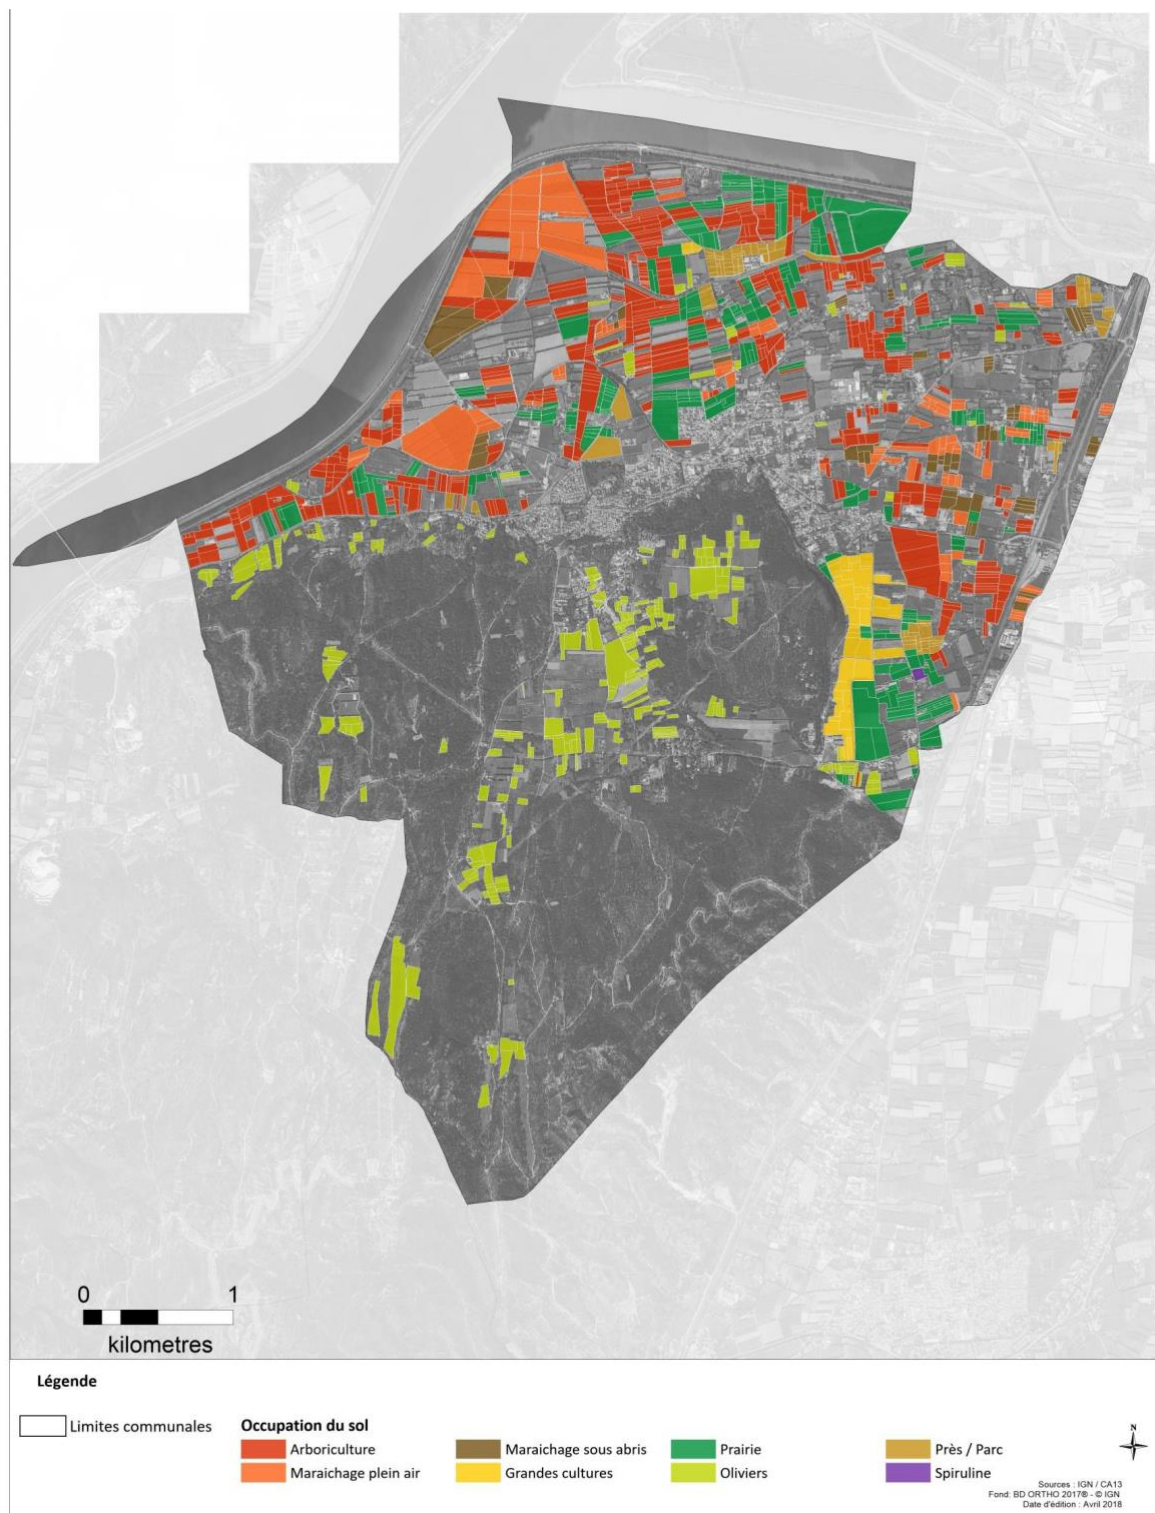 0 1
kilometres
Légende
Limites communales
Occupation du sol
Arboriculture
Maraichage sous abris
Prairie
Près / Parc
Maraichage plein air
Grandes cultures
Oliviers
Spiruline
N
Sources : IGN / CA13
Fond: BD ORTHO 2017® - © IGN
Date d'édition : Avril 2018